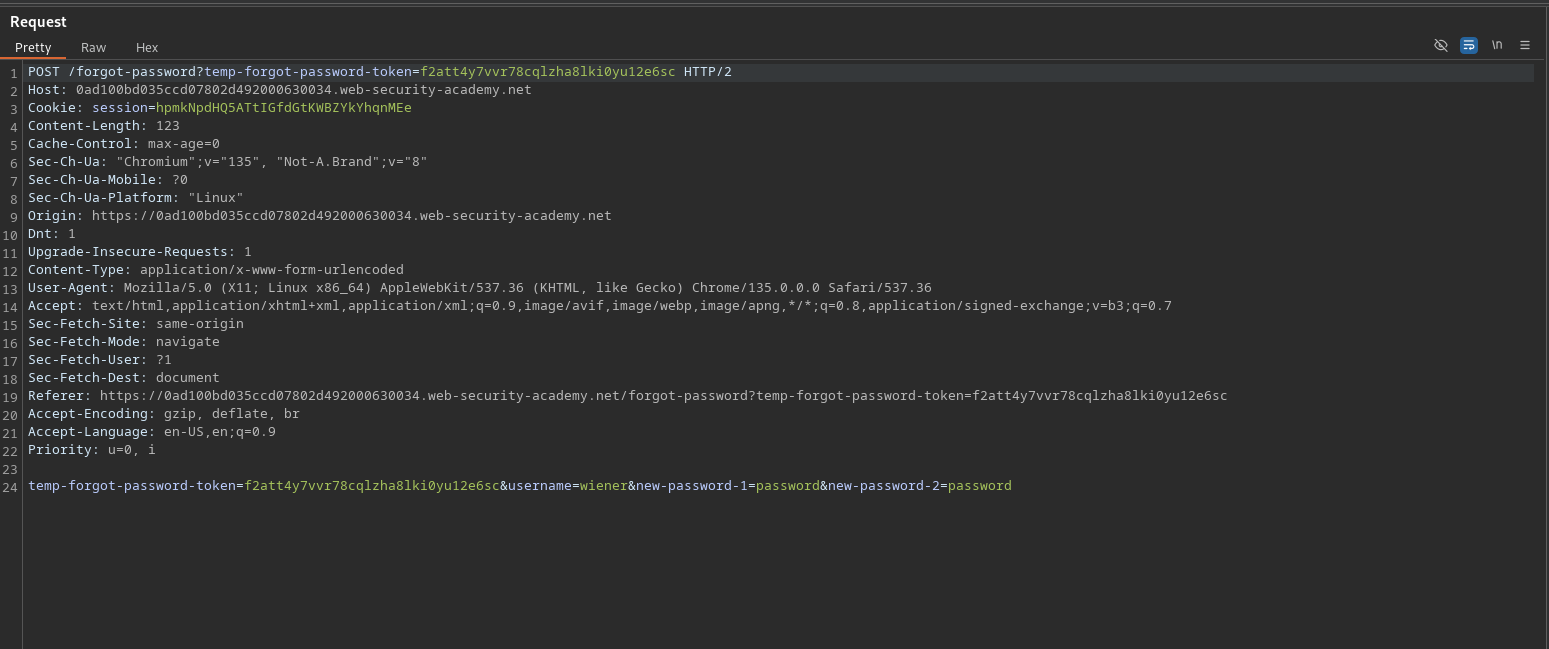 Request
Pretty Raw Hex
\n
1 POST /forgot-password?temp-forgot-password-token=f2att4y7vvr78cqlzha8lki0yu12e6sc HTTP/2
2 Host: 0ad100bd035ccd07802d492000630034.web-security-academy.net
3 Cookie: session=hpmkNpdHQ5ATtIGfdGtKWBZYkYhqnMEe
4 Content-Length: 123
5 Cache-Control: max-age=0
6 Sec-Ch-Ua: "Chromium";v="135", "Not-A.Brand";v="8"
7 Sec-Ch-Ua-Mobile: ?0
8 Sec-Ch-Ua-Platform: "Linux"
9 Origin: https://0ad100bd035ccd07802d492000630034.web-security-academy.net
10 Dnt: 1
11 Upgrade-Insecure-Requests: 1
12 Content-Type: application/x-www-form-urlencoded
13 User-Agent: Mozilla/5.0 (X11; Linux x86_64) AppleWebKit/537.36 (KHTML, like Gecko) Chrome/135.0.0.0 Safari/537.36
14 Accept: text/html,application/xhtml+xml,application/xml;q=0.9,image/avif,image/webp,image/apng,*/*;q=0.8,application/signed-exchange;v=b3;q=0.7
15 Sec-Fetch-Site: same-origin
16 Sec-Fetch-Mode: navigate
17 Sec-Fetch-User: ?1
18 Sec-Fetch-Dest: document
19 Referer: https://0ad100bd035ccd07802d492000630034.web-security-academy.net/forgot-password?temp-forgot-password-token=f2att4y7vvr78cqlzha8lki0yu12e6sc
20 Accept-Encoding: gzip, deflate, br
21 Accept-Language: en-US,en;q=0.9
22 Priority: u=0, i
23
24 temp-forgot-password-token=f2att4y7vvr78cqlzha8lki0yu12e6sc&username=wiener&new-password-1=password&new-password-2=password